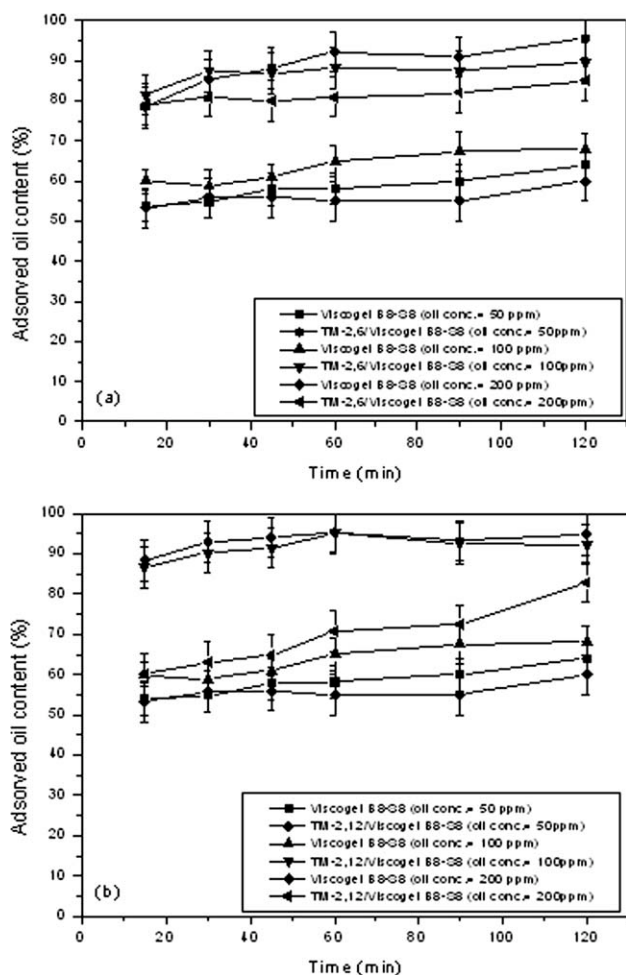 100
90
80
70
60
50
40
30
20
10
0
Adsorved oil content (%)
Viscogel B8-S8 (oil conc.= 50 ppm)
TM-2,6/Viscogel B8-S8 (oil conc.= 50ppm)
Viscogel B8-S8 (oil conc.= 100 ppm)
TM-2,6/Viscogel B8-S8 (oil conc.= 100ppm)
Viscogel B8-S8 (oil conc.= 200 ppm)
TM-2,6/Viscogel B8-S8 (oil conc.= 200ppm)
(a)
0 20 40 60 80 100 120
Time (min)
100
90
80
70
60
50
40
30
20
10
0
Adsorved oil content (%)
Viscogel B8-S8 (oil conc.= 50 ppm)
TM-2,12/Viscogel B8-S8 (oil conc.= 50ppm)
Viscogel B8-S8 (oil conc.= 100 ppm)
TM-2,12/Viscogel B8-S8 (oil conc.= 100ppm)
Viscogel B8-S8 (oil conc.= 200 ppm)
TM-2,12/Viscogel B8-S8 (oil conc.= 200ppm)
(b)
0 20 40 60 80 100 120
Time (min)